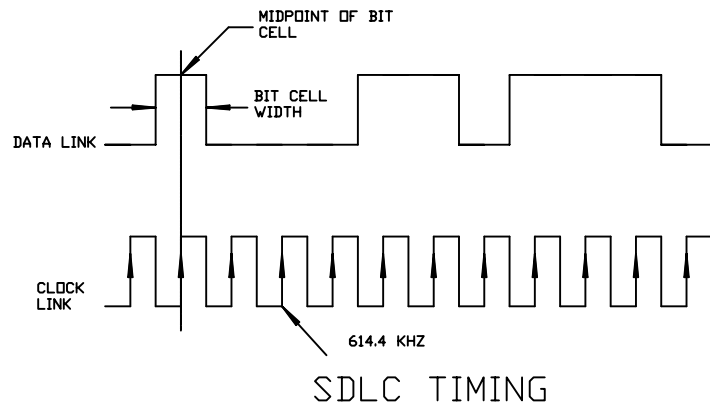 MIDPOINT OF BIT
CELL
BIT CELL
WIDTH
DATA LINK
CLOCK
LINK
614.4 KHZ
SDLC TIMING